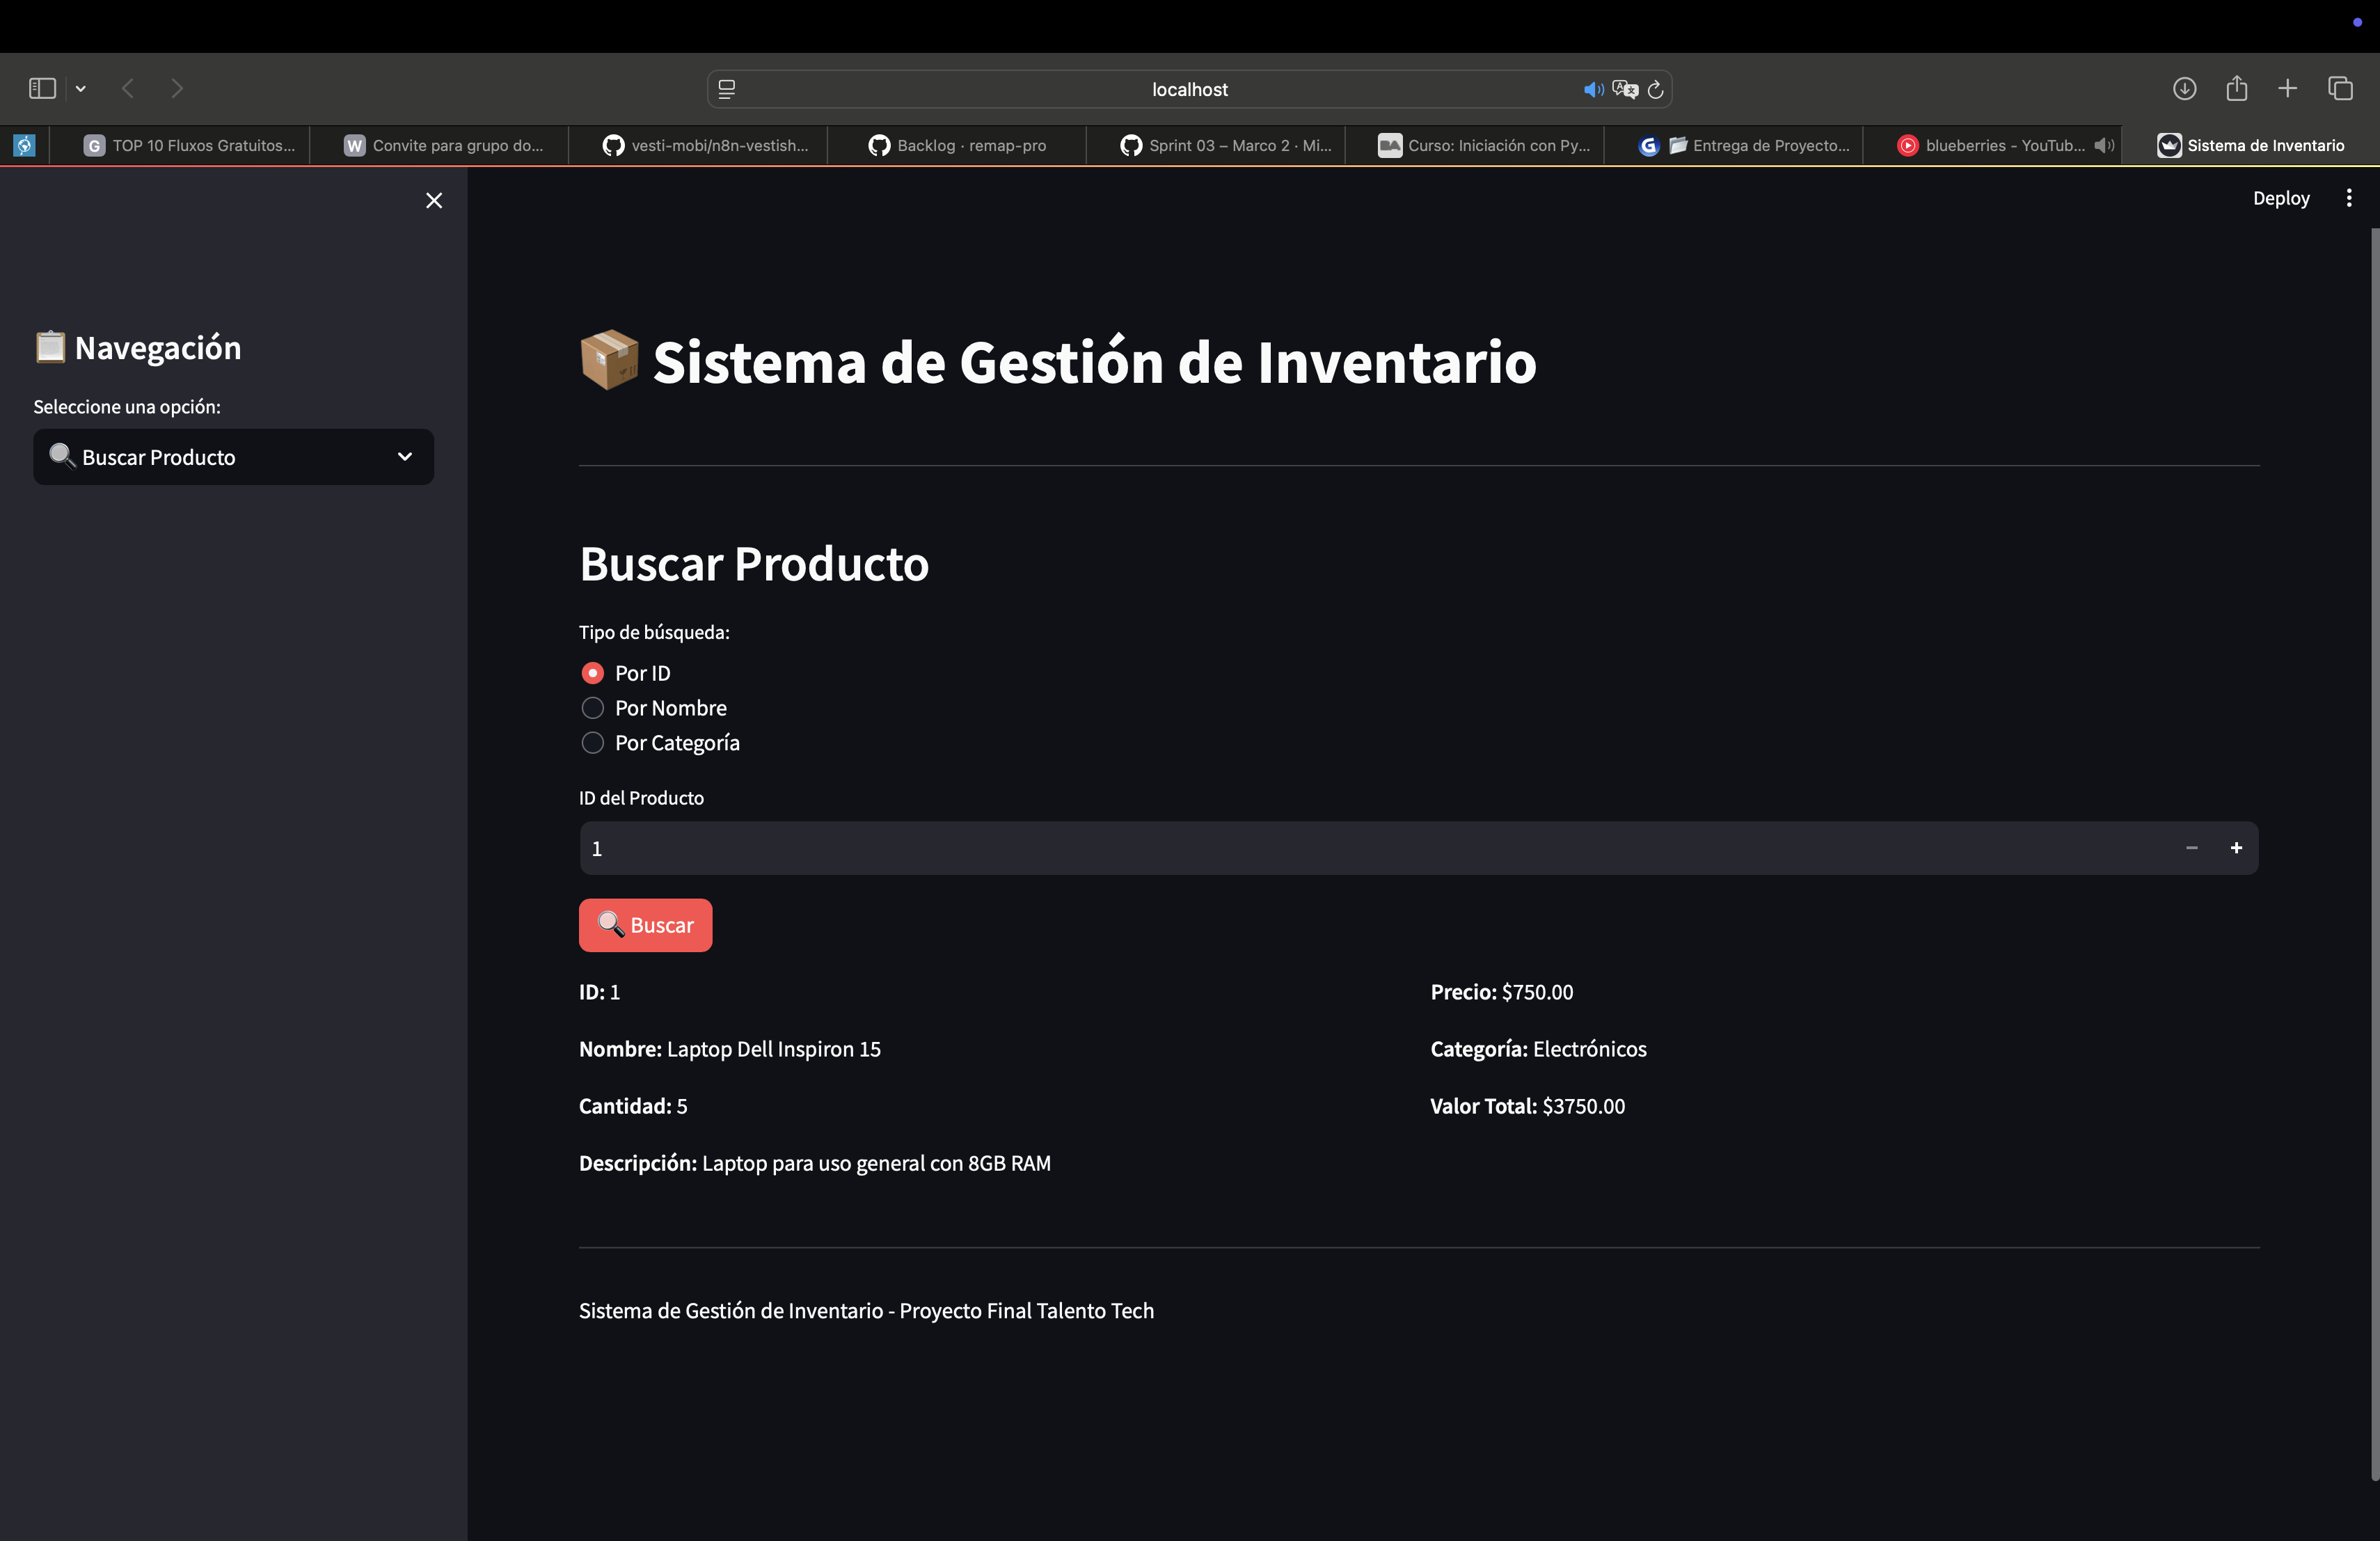 localhost
TOP 10 Fluxos Gratuitos...
Convite para grupo do...
vesti-mobi/n8n-vestish...
Backlog · remap-pro
Sprint 03 – Marco 2 · Mi...
Curso: Iniciación con Py...
Entrega de Proyecto...
blueberries - YouTub...
Sistema de Inventario
Deploy
Navegación
Seleccione una opción:
Buscar Producto
Sistema de Gestión de Inventario
Buscar Producto
Tipo de búsqueda:
Por ID
Por Nombre
Por Categoría
ID del Producto
1
Buscar
ID: 1
Precio: $750.00
Nombre: Laptop Dell Inspiron 15
Categoría: Electrónicos
Cantidad: 5
Valor Total: $3750.00
Descripción: Laptop para uso general con 8GB RAM
Sistema de Gestión de Inventario - Proyecto Final Talento Tech